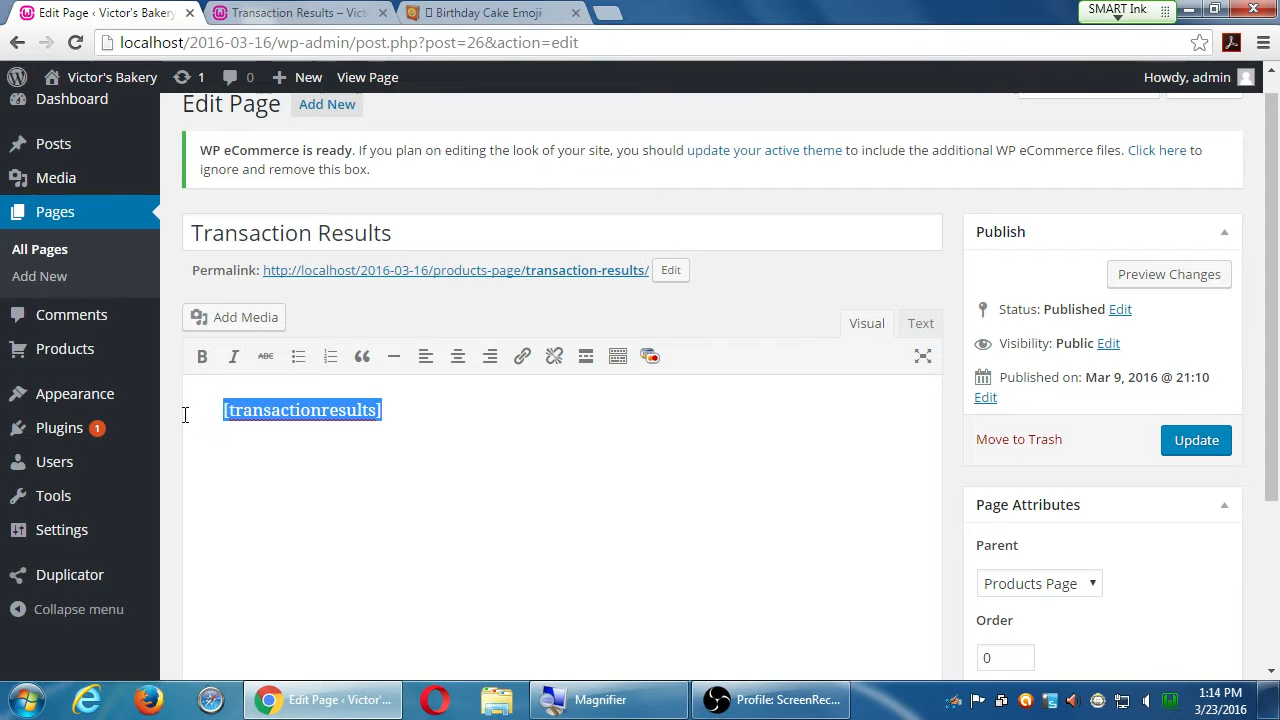 Edit Page ‹ Victor's Bakery
Transaction Results – Vict
Birthday Cake Emoji
SMART Ink
localhost/2016-03-16/wp-admin/post.php?post=26&action=edit
Victor's Bakery
1
0
New
View Page
Howdy, admin
Dashboard
Posts
Media
Pages
All Pages
Add New
Comments
Products
Appearance
Plugins 1
Users
Tools
Settings
Duplicator
Collapse menu
Edit Page Add New
WP eCommerce is ready. If you plan on editing the look of your site, you should update your active theme to include the additional WP eCommerce files. Click here to
ignore and remove this box.
Transaction Results
Permalink: http://localhost/2016-03-16/products-page/transaction-results/ Edit
Add Media
Visual
Text
B I ABC
[transactionresults]
Publish
Preview Changes
Status: Published Edit
Visibility: Public Edit
Published on: Mar 9, 2016 @ 21:10
Edit
Move to Trash
Update
Page Attributes
Parent
Products Page
Order
0
Edit Page ‹ Victor'...
Magnifier
Profile: ScreenRec...
1:14 PM
3/23/2016